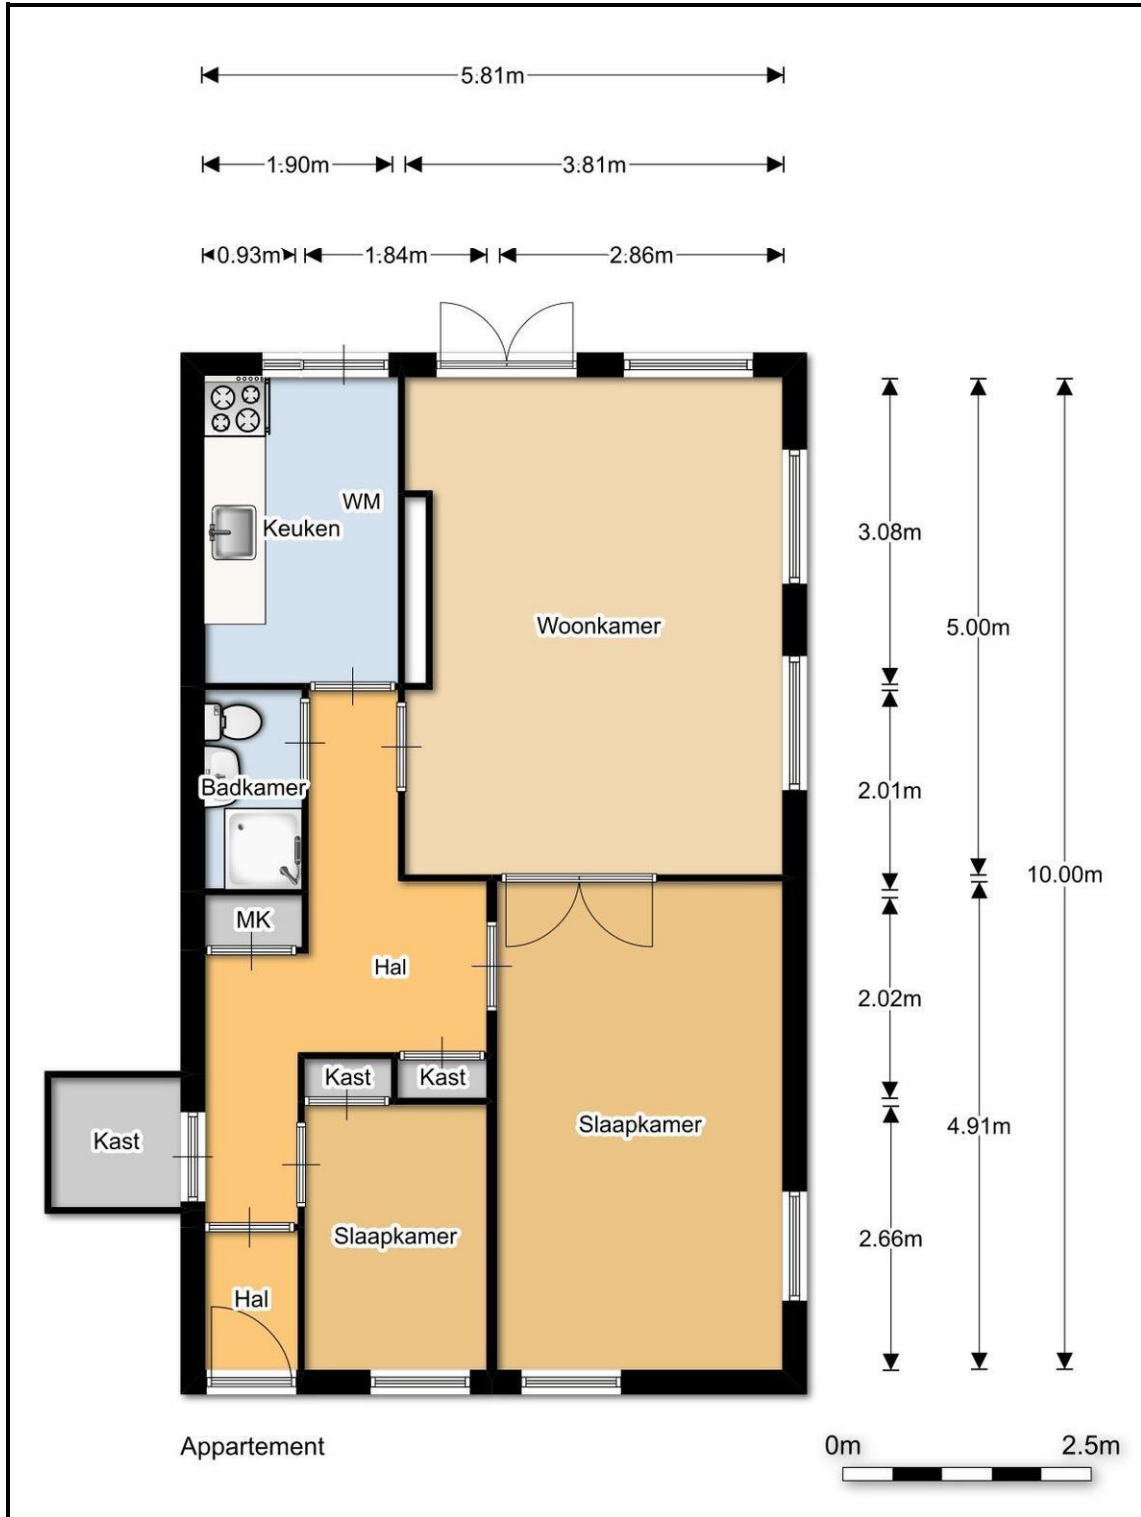 5.81m
1.90m
3.81m
0.93m
1.84m
2.86m
WM
Keuken
3.08m
Woonkamer
5.00m
Badkamer
2.01m
10.00m
MK
Hal
2.02m
Kast
Kast
Kast
Slaapkamer
4.91m
Slaapkamer
2.66m
Hal
Appartement
0m
2.5m